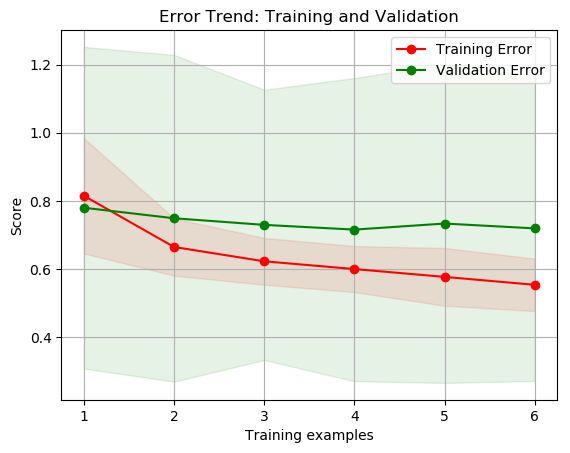 Error Trend: Training and Validation
Training Error
Validation Error
Score
1.2
1.0
0.8
0.6
0.4
1 2 3 4 5 6
Training examples